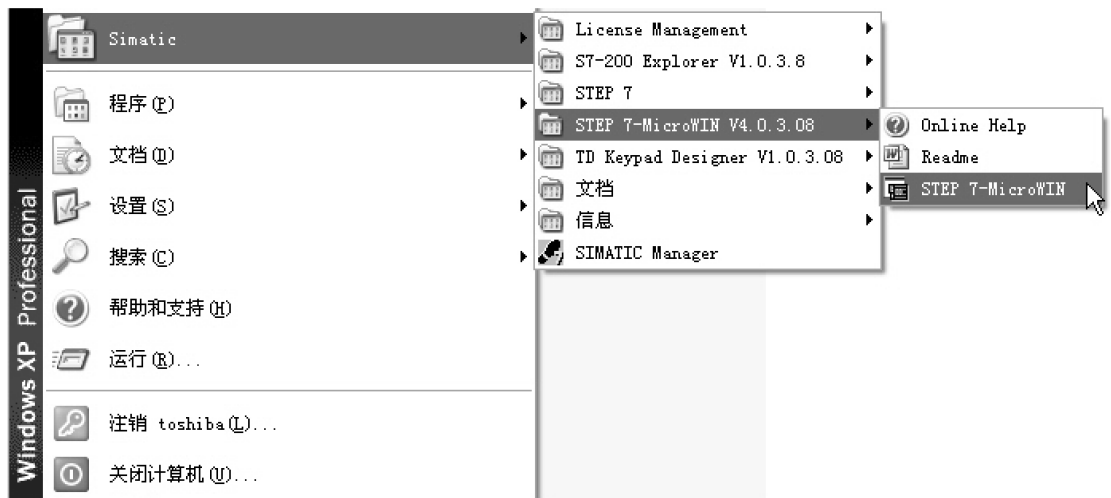 Windows XP Professional
Simatic
程序(P)
文档(D)
设置(S)
搜索(C)
帮助和支持(H)
运行(R)...
注销 toshiba(L)...
关闭计算机(U)...
License Management
S7-200 Explorer V1.0.3.8
STEP 7
STEP 7-MicroWIN V4.0.3.08
TD Keypad Designer V1.0.3.08
文档
信息
SIMATIC Manager
Online Help
Readme
STEP 7-MicroWIN